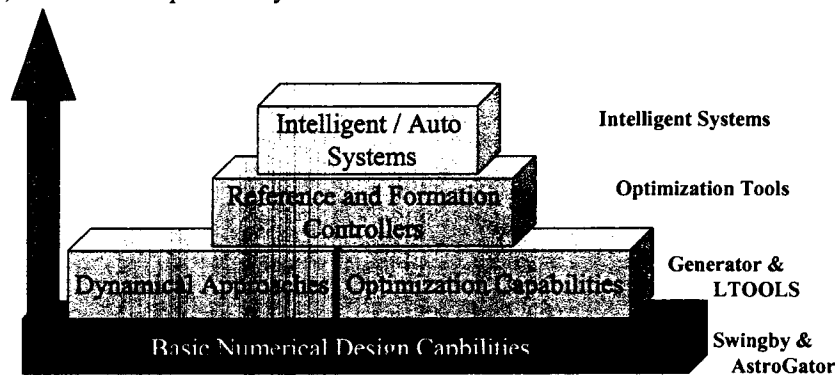 Intelligent / Auto
Systems
Intelligent Systems
Reference and Formation
Controllers
Optimization Tools
Dynamical Approaches
Optimization Capabilities
Generator &
LTOOLS
Basic Numerical Design Capbilities
Swingby &
AstroGator